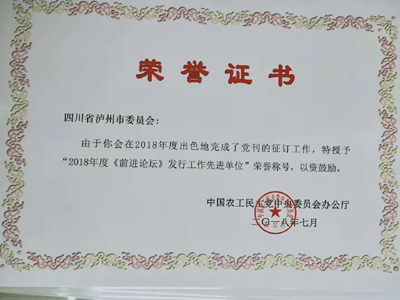 荣誉证书
四川省泸州市委员会：
由于你会在2018年度出色地完成了党刊的征订工作，特授予
“2018年度《前进论坛》发行工作先进单位”荣誉称号，以资鼓励。
中国农工民主党中央委员会办公厅
二〇一八年七月